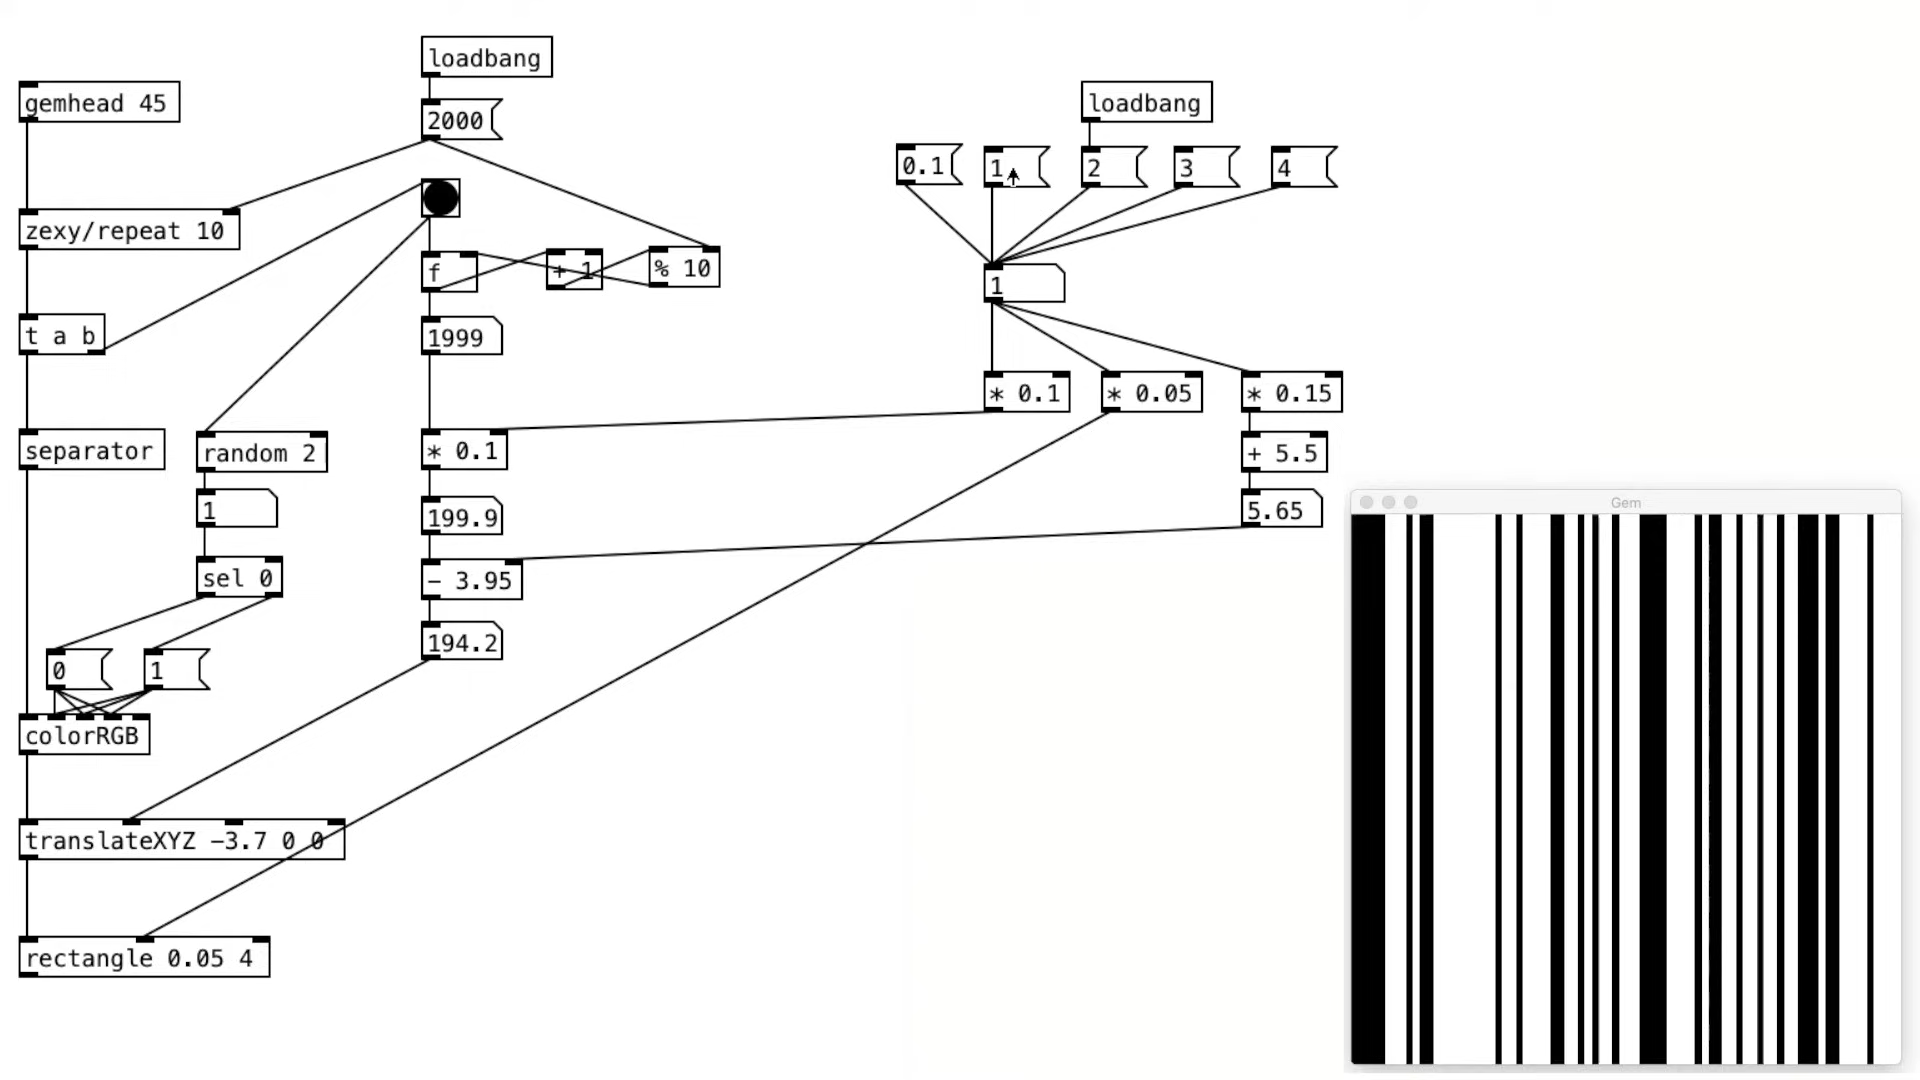 loadbang
gemhead 45
loadbang
2000
0.1
1
2
3
4
zexy/repeat 10
f
+ 1
% 10
1
t a b
1999
* 0.1
* 0.05
* 0.15
separator
random 2
* 0.1
+ 5.5
1
199.9
5.65
Gem
sel 0
- 3.95
194.2
0
1
colorRGB
translateXYZ -3.7 0 0
rectangle 0.05 4